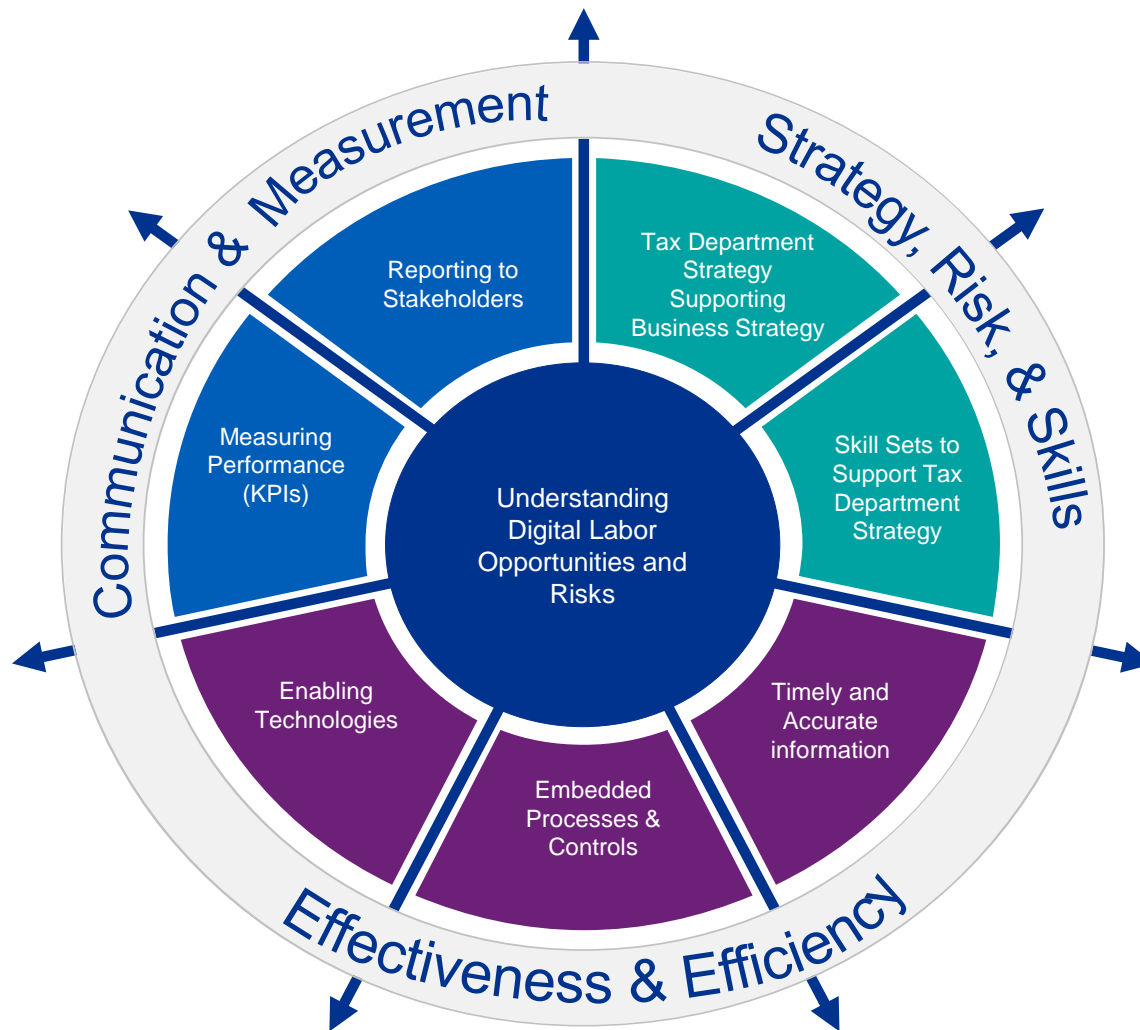 Communication & Measurement
Strategy, Risk, & Skills
Reporting to
Stakeholders
Tax Department
Strategy
Supporting
Business Strategy
Measuring
Performance
(KPIs)
Skill Sets to
Support Tax
Department
Strategy
Understanding
Digital Labor
Opportunities and
Risks
Enabling
Technologies
Timely and
Accurate
information
Embedded
Processes &
Controls
Effectiveness & Efficiency